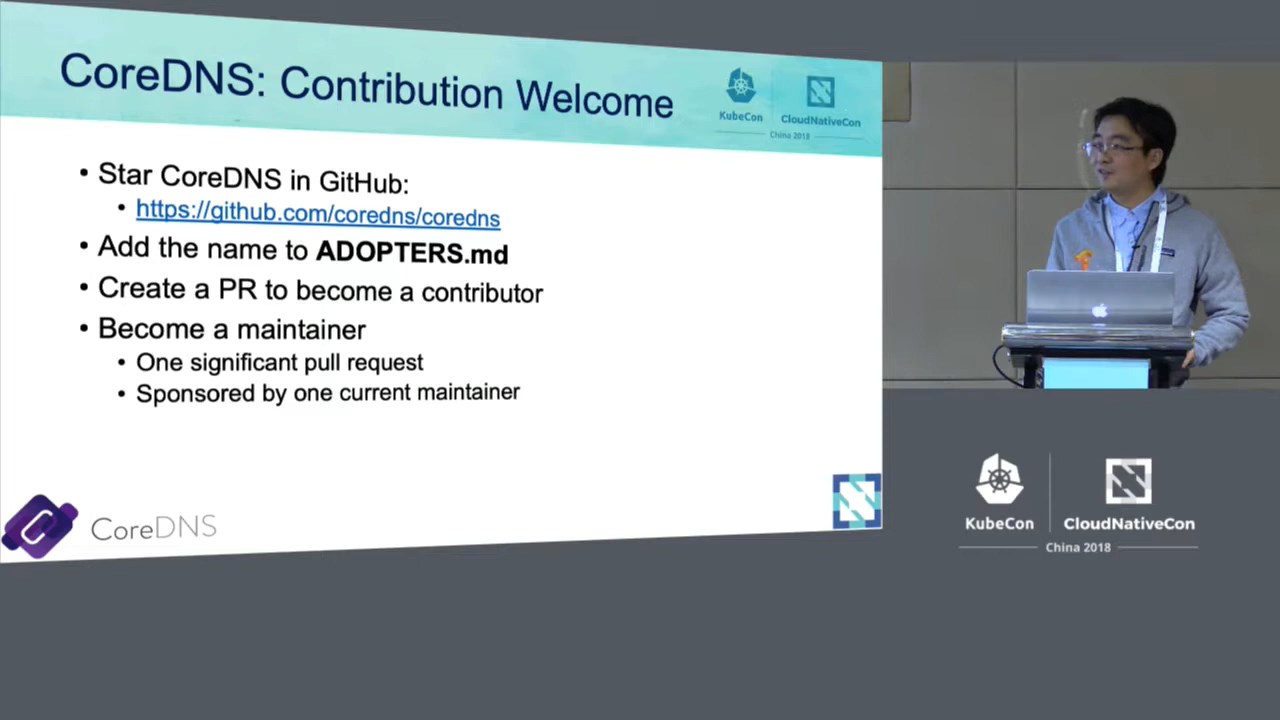 CoreDNS: Contribution Welcome
KubeCon
CloudNativeCon
China 2018
• Star CoreDNS in GitHub:
• https://github.com/coredns/coredns
• Add the name to ADOPTERS.md
• Create a PR to become a contributor
• Become a maintainer
• One significant pull request
• Sponsored by one current maintainer
CoreDNS
KubeCon
CloudNativeCon
China 2018